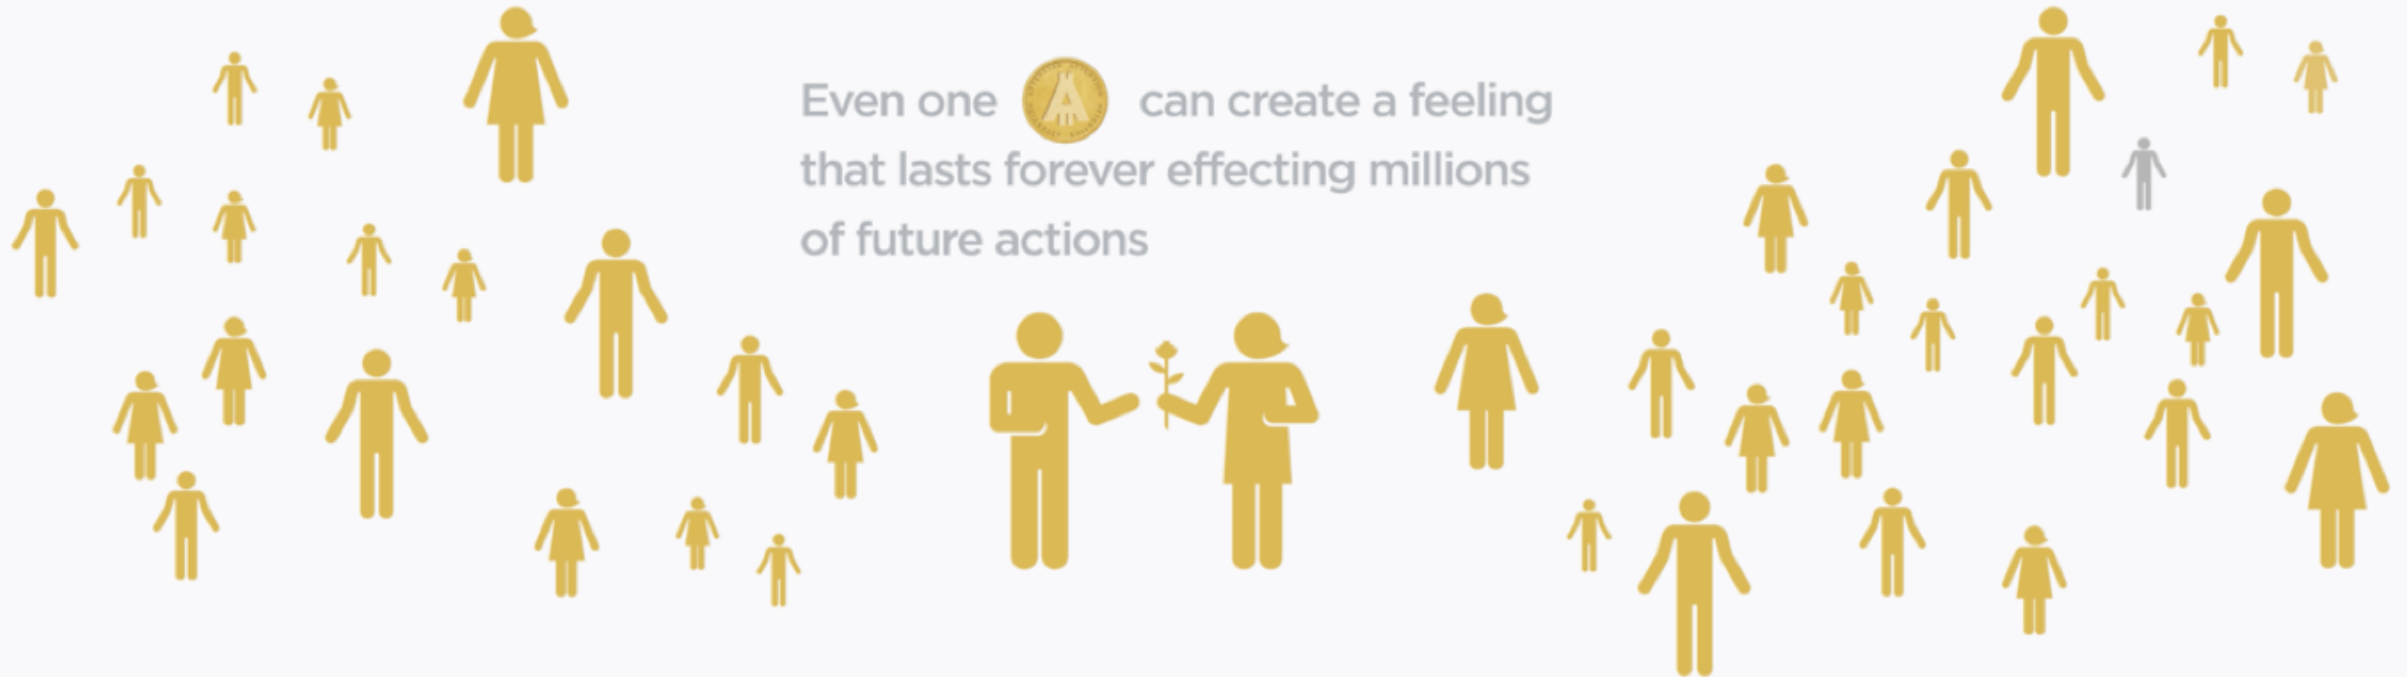 Even one A can create a feeling
that lasts forever effecting millions
of future actions